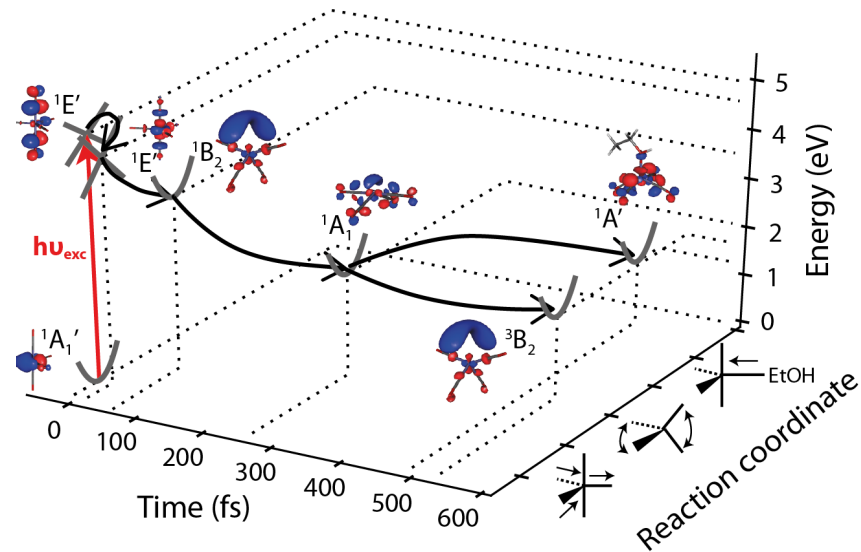 ¹E′
¹E′
¹B₂
¹A₁
¹A′
³B₂
¹A₁′
hυexc
0
100
200
300
400
500
600
Time (fs)
5
4
3
2
1
0
Energy (eV)
EtOH
Reaction coordinate